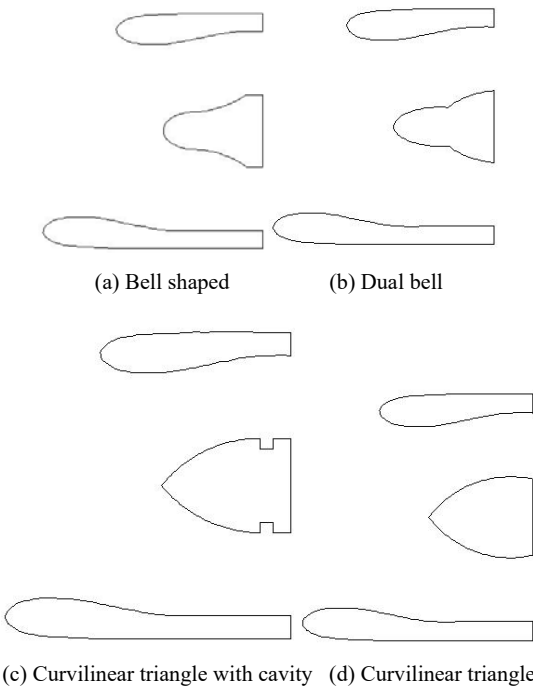 (a) Bell shaped
(b) Dual bell
(c) Curvilinear triangle with cavity
(d) Curvilinear triangle